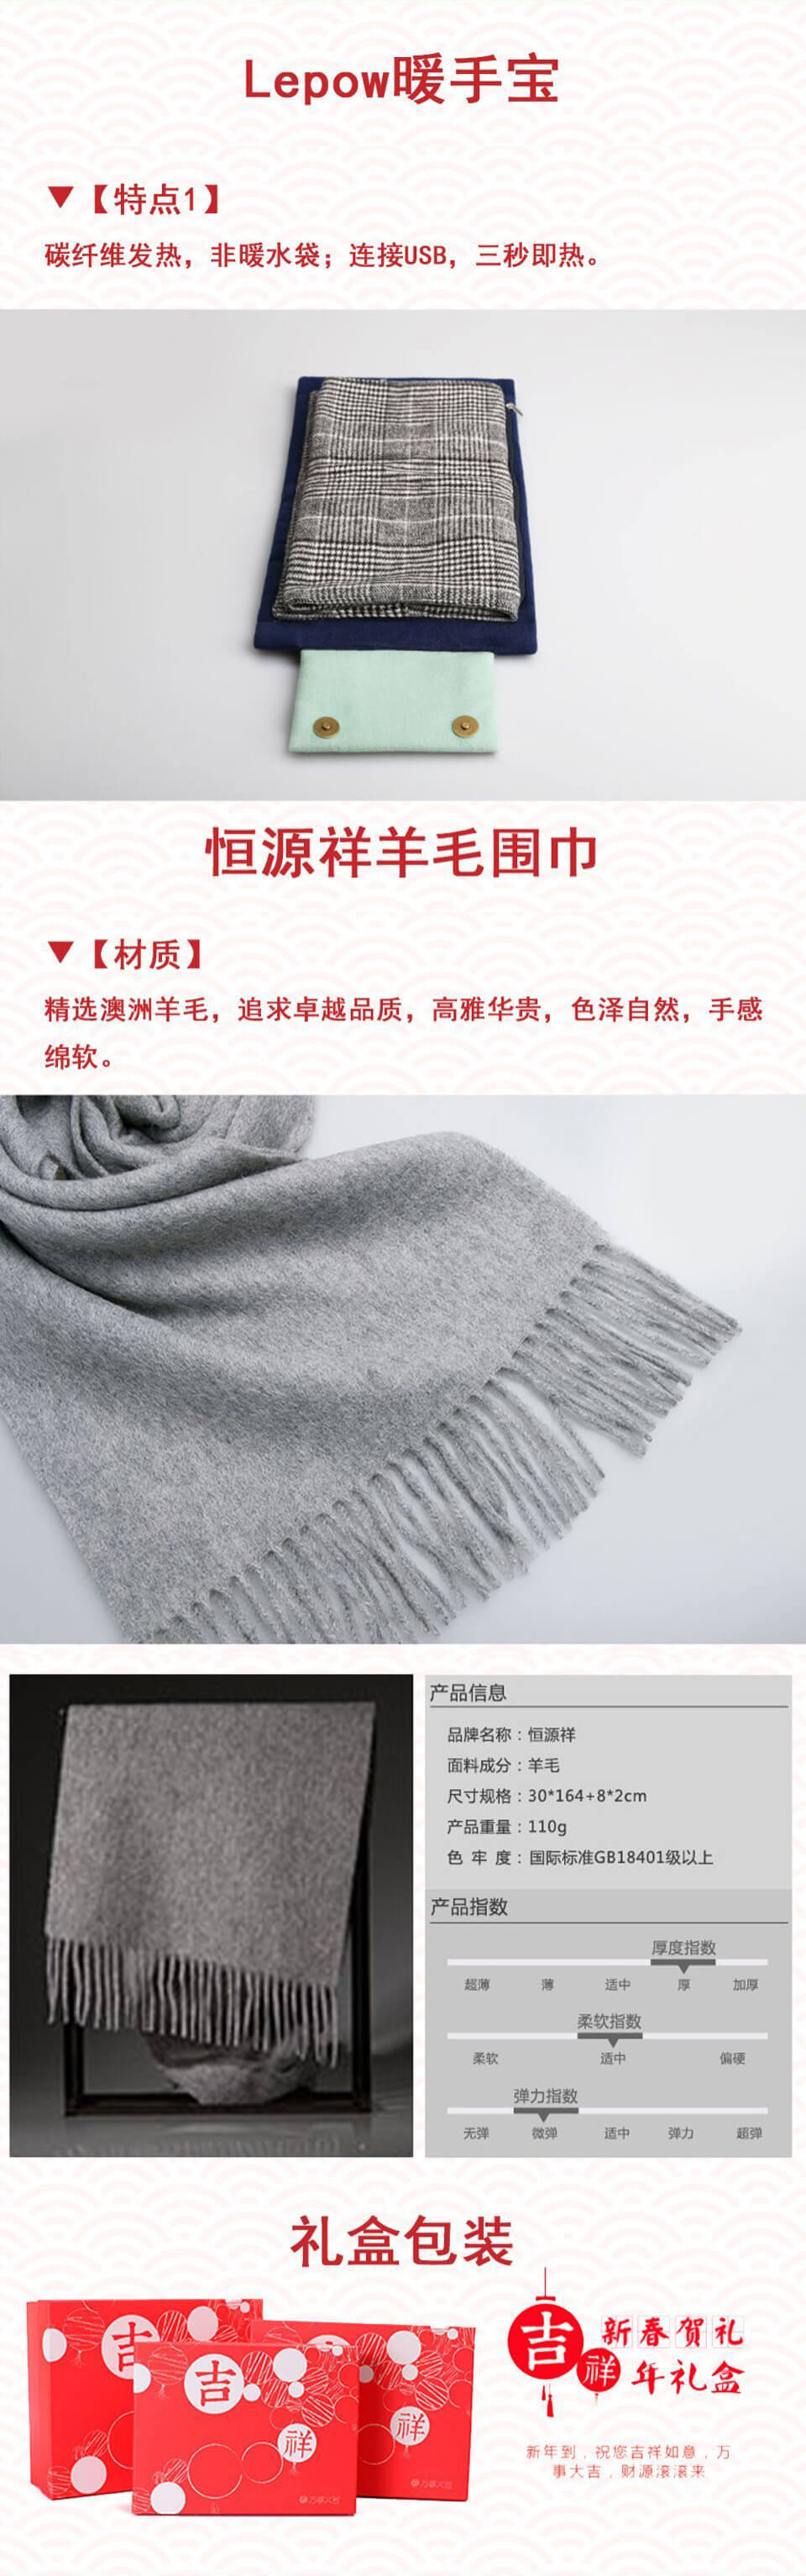 Lepow暖手宝
▼【特点1】
碳纤维发热，非暖水袋；连接USB，三秒即热。
恒源祥羊毛围巾
▼【材质】
精选澳洲羊毛，追求卓越品质，高雅华贵，色泽自然，手感
绵软。
产品信息
品牌名称：恒源祥
面料成分：羊毛
尺寸规格：30*164+8*2cm
产品重量：110g
色 牢 度：国际标准GB18401级以上
产品指数
厚度指数
超薄 薄 适中 厚 加厚
柔软指数
柔软 适中 偏硬
弹力指数
无弹 微弹 适中 弹力 超弹
礼盒包装
吉
吉
祥
祥
吉
祥
新春贺礼
年礼盒
新年到，祝您吉祥如意，万
事大吉，财源滚滚来